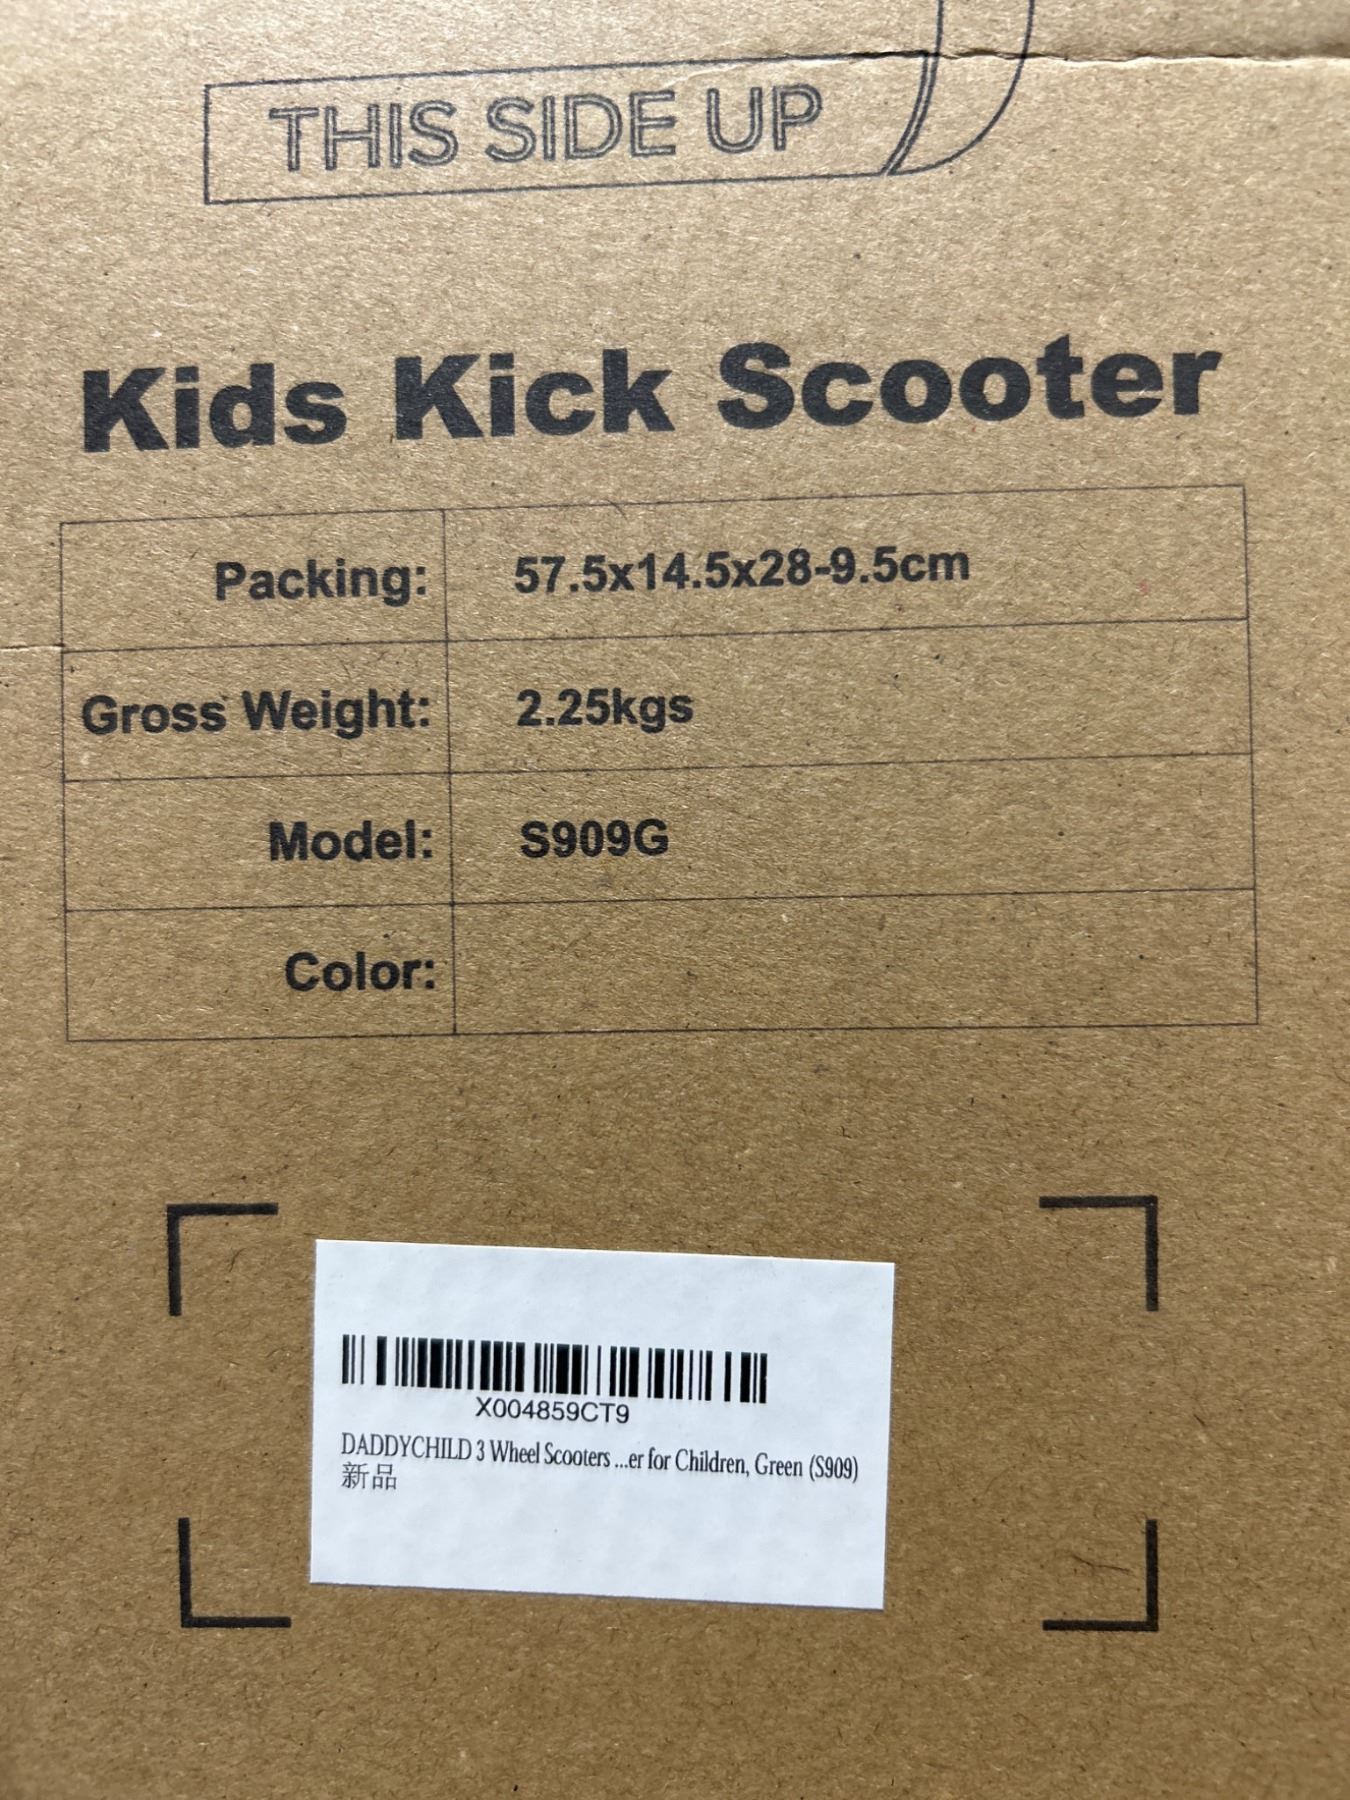 THIS SIDE UP
Kids Kick Scooter
Packing: 57.5x14.5x28-9.5cm
Gross Weight: 2.25kgs
Model: S909G
Color:
X004859CT9
DADDYCHILD 3 Wheel Scooters ...er for Children, Green (S909)
新品